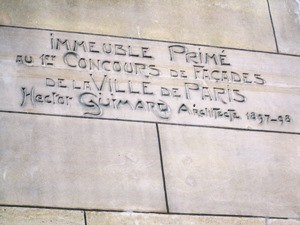 IMMEUBLE PRIMÉ
AU 1ER CONCOURS DE FAÇADES
DE LA VILLE DE PARIS
Hector GUIMARD Architecte 1897-98